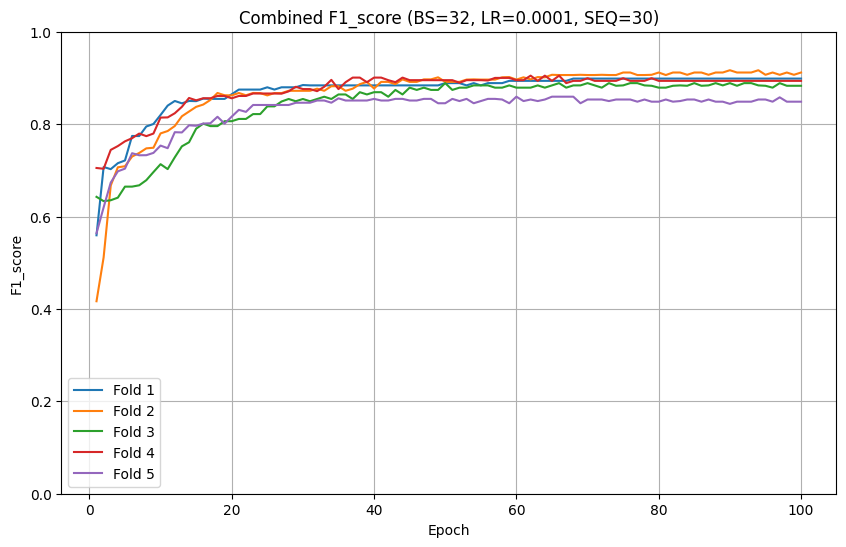 Combined F1_score (BS=32, LR=0.0001, SEQ=30)
F1_score
1.0
0.8
0.6
0.4
0.2
0.0
Fold 1
Fold 2
Fold 3
Fold 4
Fold 5
0 20 40 60 80 100
Epoch